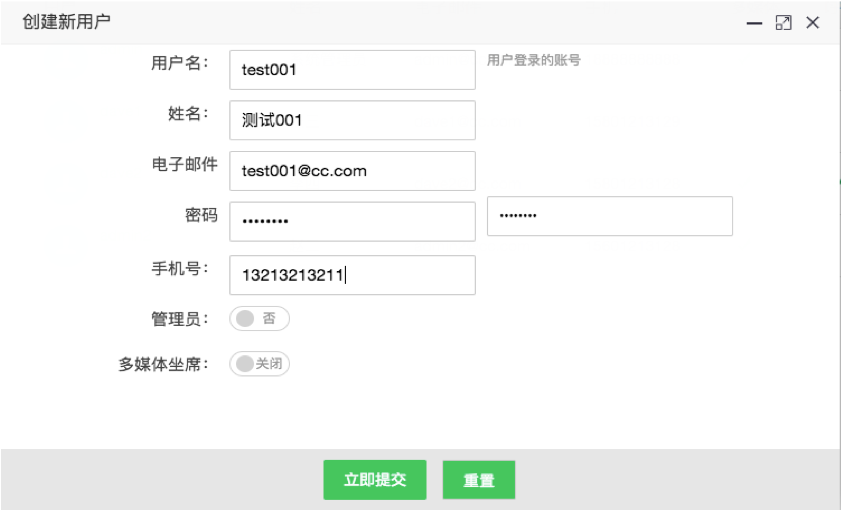 创建新用户
用户名： test001 用户登录的账号
姓名： 测试001
电子邮件 test001@cc.com
密码 •••••••• ••••••••
手机号： 13213213211
管理员： 否
多媒体坐席： 关闭
立即提交 重置